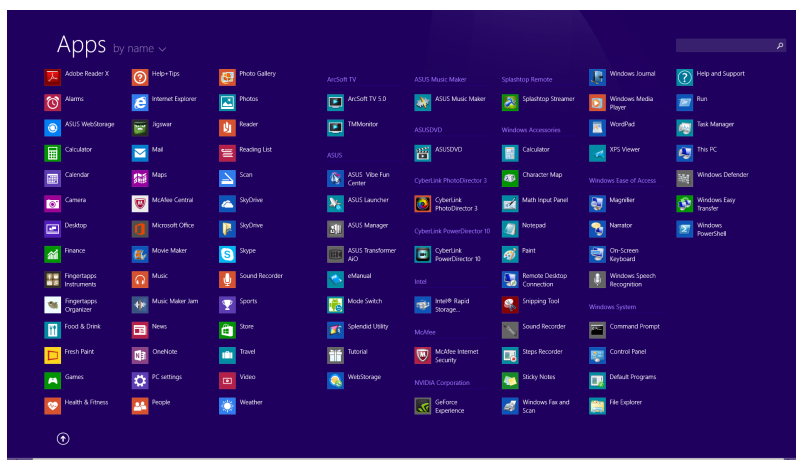 Apps by name
Adobe Reader X
Alarms
ASUS WebStorage
Calculator
Calendar
Camera
Desktop
Finance
Fingertapps
Instruments
Fingertapps
Organizer
Food & Drink
Fresh Paint
Games
Health & Fitness
Help+Tips
Internet Explorer
Jigswar
Mail
Maps
McAfee Central
Microsoft Office
Movie Maker
Music
Music Maker Jam
News
OneNote
PC settings
People
Photo Gallery
Photos
Reader
Reading List
Scan
SkyDrive
SkyDrive
Skype
Sound Recorder
Sports
Store
Travel
Video
Weather
ArcSoft TV
ArcSoft TV 5.0
TMMonitor
ASUS
ASUS Vibe Fun
Center
ASUS Launcher
ASUS Manager
ASUS Transformer
AiO
eManual
Mode Switch
Splendid Utility
Tutorial
WebStorage
ASUS Music Maker
ASUS Music Maker
ASUSDVD
ASUSDVD
CyberLink PhotoDirector 3
CyberLink
PhotoDirector 3
CyberLink PowerDirector 10
CyberLink
PowerDirector 10
Intel
Intel® Rapid
Storage...
McAfee
McAfee Internet
Security
NVIDIA Corporation
GeForce
Experience
Splashtop Remote
Splashtop Streamer
Windows Accessories
Calculator
Character Map
Math Input Panel
Notepad
Paint
Remote Desktop
Connection
Snipping Tool
Sound Recorder
Steps Recorder
Sticky Notes
Windows Fax and
Scan
Windows Journal
Windows Media
Player
WordPad
XPS Viewer
Windows Ease of Access
Magnifier
Narrator
On-Screen
Keyboard
Windows Speech
Recognition
Windows System
Command Prompt
Control Panel
Default Programs
File Explorer
Help and Support
Run
Task Manager
This PC
Windows Defender
Windows Easy
Transfer
Windows
PowerShell